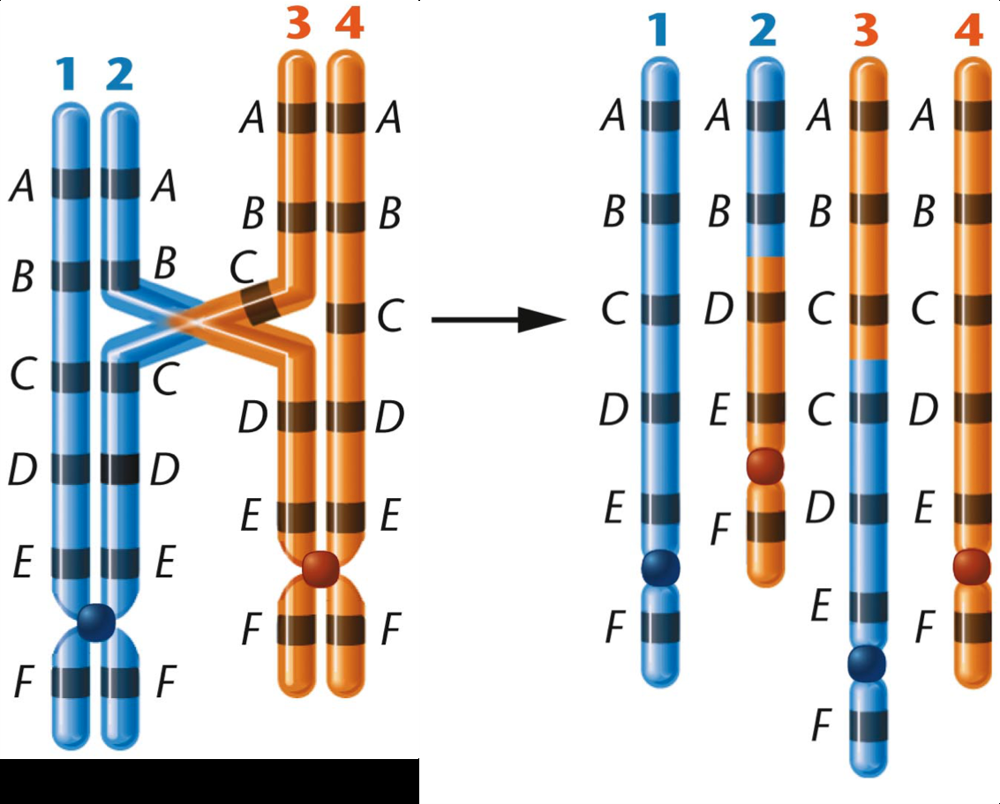 1 2
3 4
A A
B B
C C
D D
E E
F F
A A
B B
C C
D D
E E
F F
1 2 3 4
A A A A
B B B B
C D C C
D E C D
E F D E
F E F
F